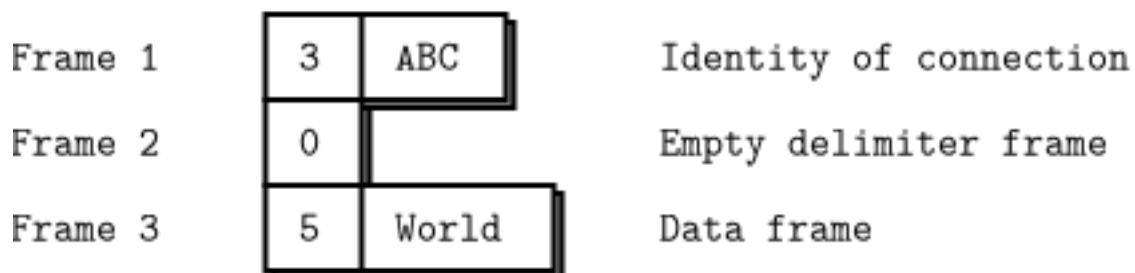 Frame 1 3 ABC Identity of connection
Frame 2 0 Empty delimiter frame
Frame 3 5 World Data frame